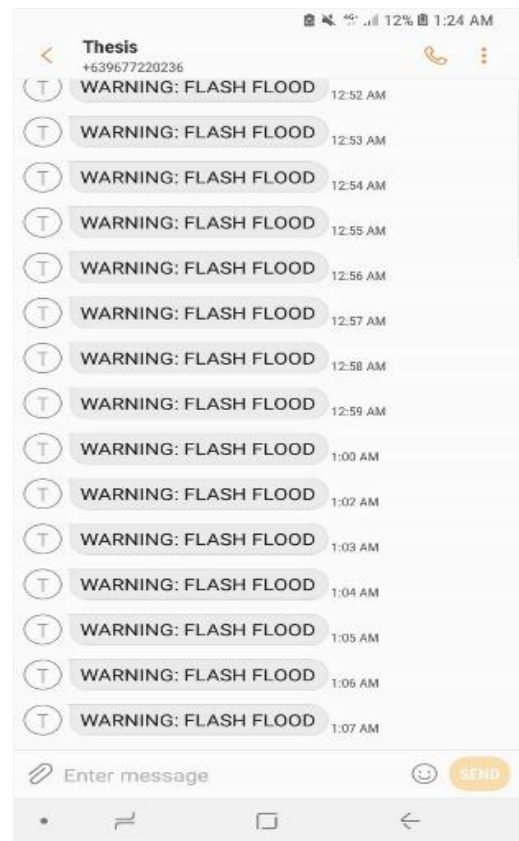 12% 1:24 AM
Thesis
+639677220236
T WARNING: FLASH FLOOD 12:52 AM
T WARNING: FLASH FLOOD 12:53 AM
T WARNING: FLASH FLOOD 12:54 AM
T WARNING: FLASH FLOOD 12:55 AM
T WARNING: FLASH FLOOD 12:56 AM
T WARNING: FLASH FLOOD 12:57 AM
T WARNING: FLASH FLOOD 12:58 AM
T WARNING: FLASH FLOOD 12:59 AM
T WARNING: FLASH FLOOD 1:00 AM
T WARNING: FLASH FLOOD 1:02 AM
T WARNING: FLASH FLOOD 1:03 AM
T WARNING: FLASH FLOOD 1:04 AM
T WARNING: FLASH FLOOD 1:05 AM
T WARNING: FLASH FLOOD 1:06 AM
T WARNING: FLASH FLOOD 1:07 AM
Enter message SEND